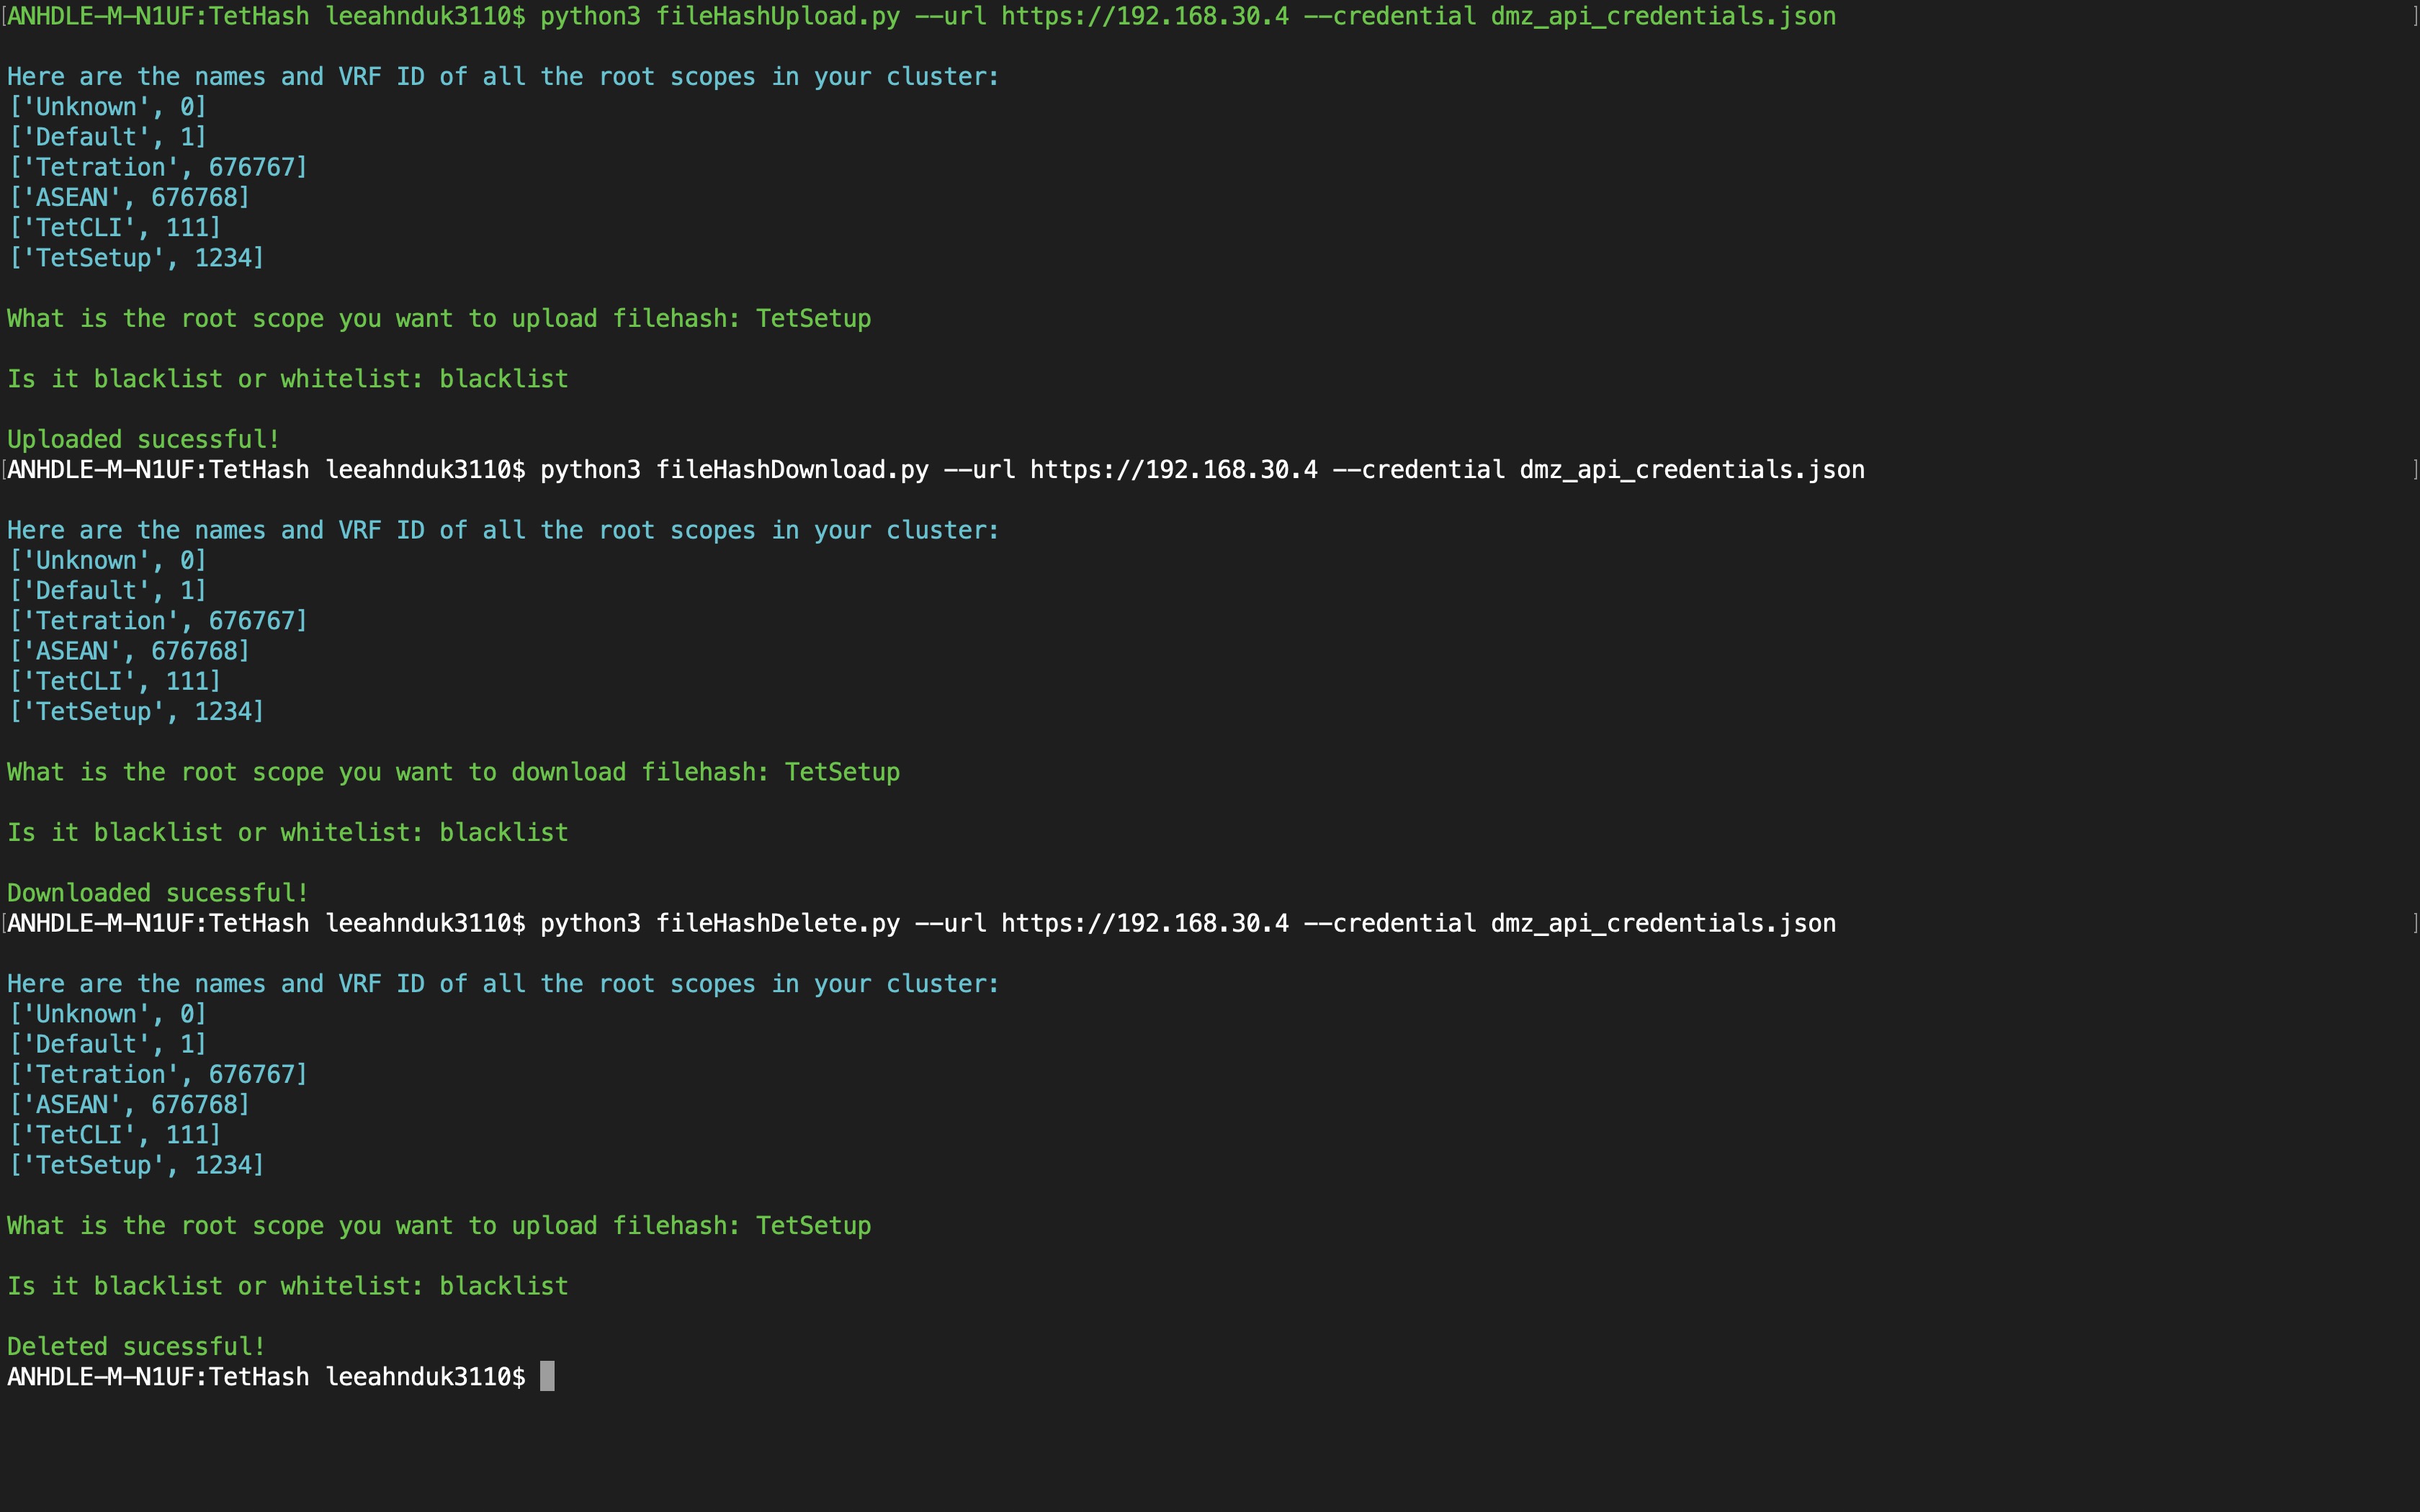 [ANHDLE-M-N1UF:TetHash leeahnduk3110$ python3 fileHashUpload.py --url https://192.168.30.4 --credential dmz_api_credentials.json ]
Here are the names and VRF ID of all the root scopes in your cluster:
['Unknown', 0]
['Default', 1]
['Tetration', 676767]
['ASEAN', 676768]
['TetCLI', 111]
['TetSetup', 1234]
What is the root scope you want to upload filehash: TetSetup
Is it blacklist or whitelist: blacklist
Uploaded sucessful!
[ANHDLE-M-N1UF:TetHash leeahnduk3110$ python3 fileHashDownload.py --url https://192.168.30.4 --credential dmz_api_credentials.json ]
Here are the names and VRF ID of all the root scopes in your cluster:
['Unknown', 0]
['Default', 1]
['Tetration', 676767]
['ASEAN', 676768]
['TetCLI', 111]
['TetSetup', 1234]
What is the root scope you want to download filehash: TetSetup
Is it blacklist or whitelist: blacklist
Downloaded sucessful!
[ANHDLE-M-N1UF:TetHash leeahnduk3110$ python3 fileHashDelete.py --url https://192.168.30.4 --credential dmz_api_credentials.json ]
Here are the names and VRF ID of all the root scopes in your cluster:
['Unknown', 0]
['Default', 1]
['Tetration', 676767]
['ASEAN', 676768]
['TetCLI', 111]
['TetSetup', 1234]
What is the root scope you want to upload filehash: TetSetup
Is it blacklist or whitelist: blacklist
Deleted sucessful!
ANHDLE-M-N1UF:TetHash leeahnduk3110$